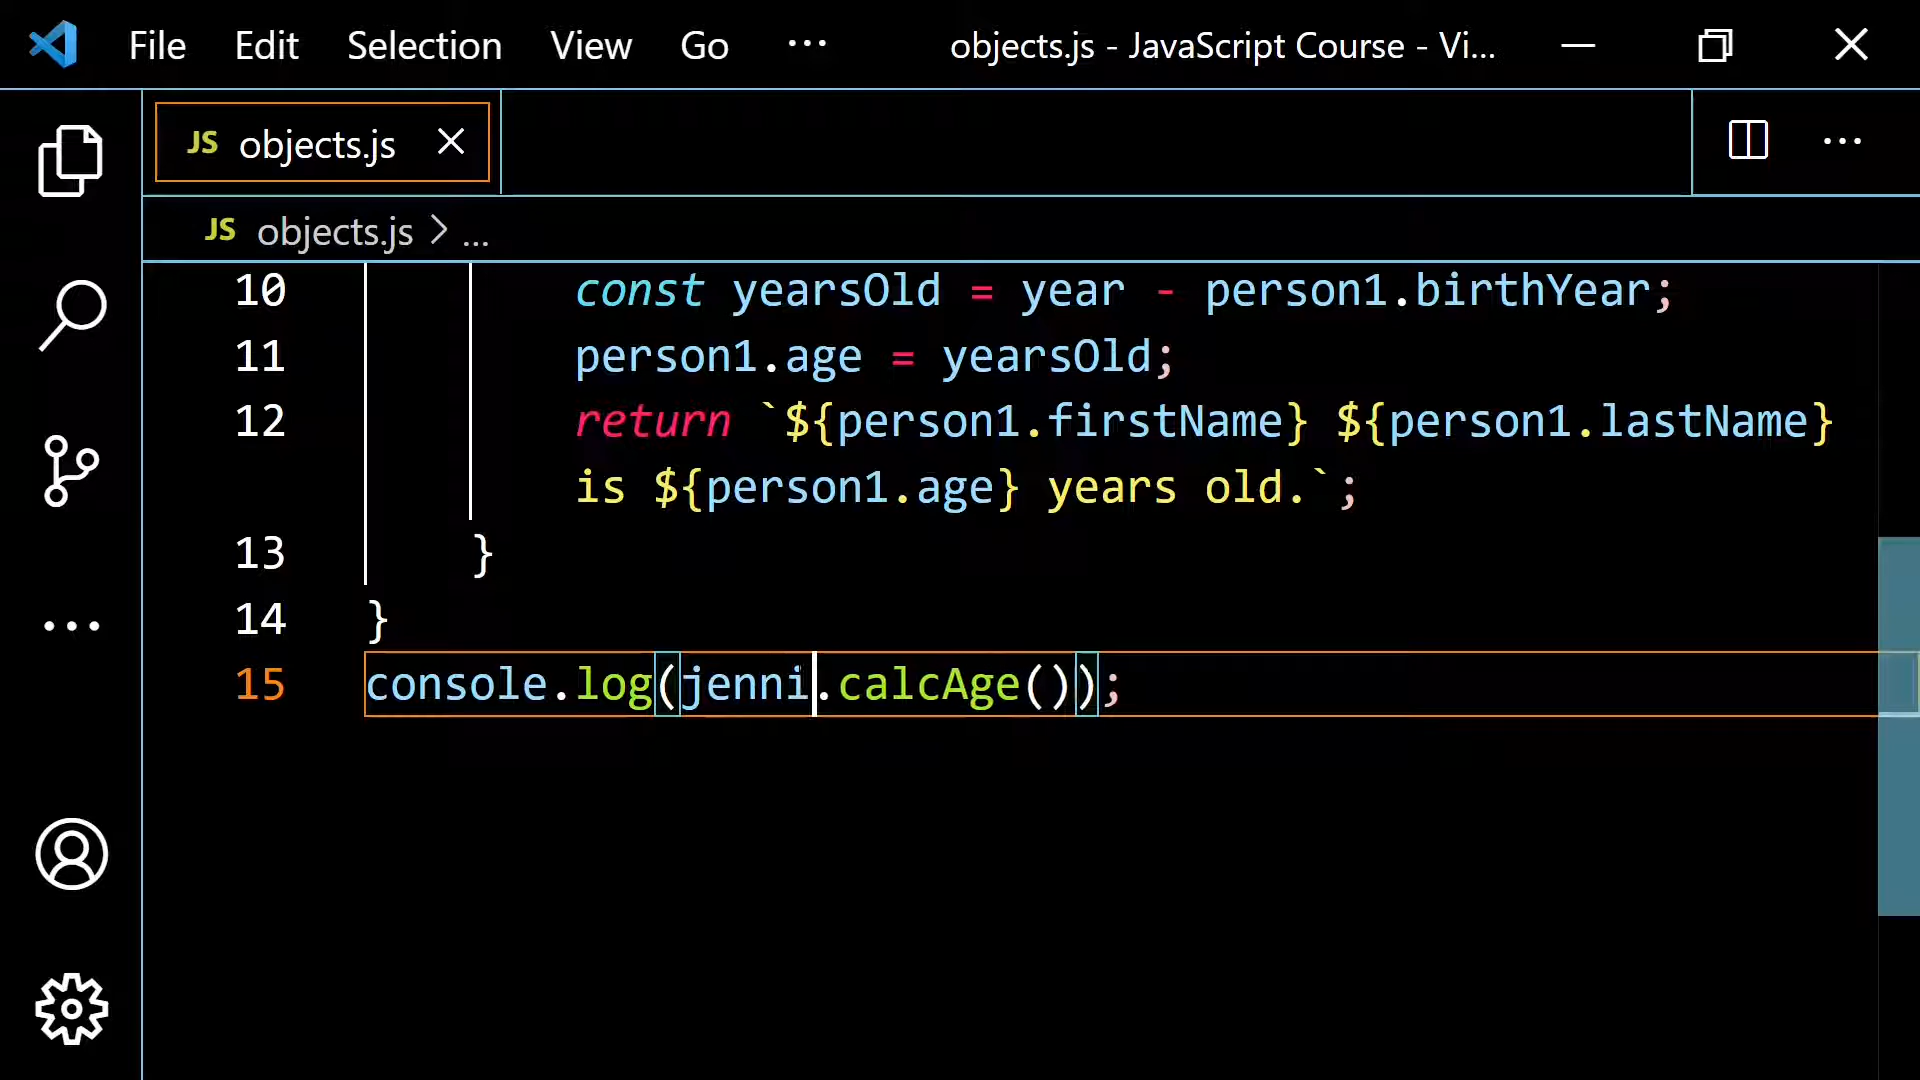 File Edit Selection View Go ··· objects.js - JavaScript Course - Vi...
JS objects.js
JS objects.js > ...
10 const yearsOld = year - person1.birthYear;
11 person1.age = yearsOld;
12 return `${person1.firstName} ${person1.lastName}
is ${person1.age} years old.`;
13 }
14 }
15 console.log(jenni.calcAge());